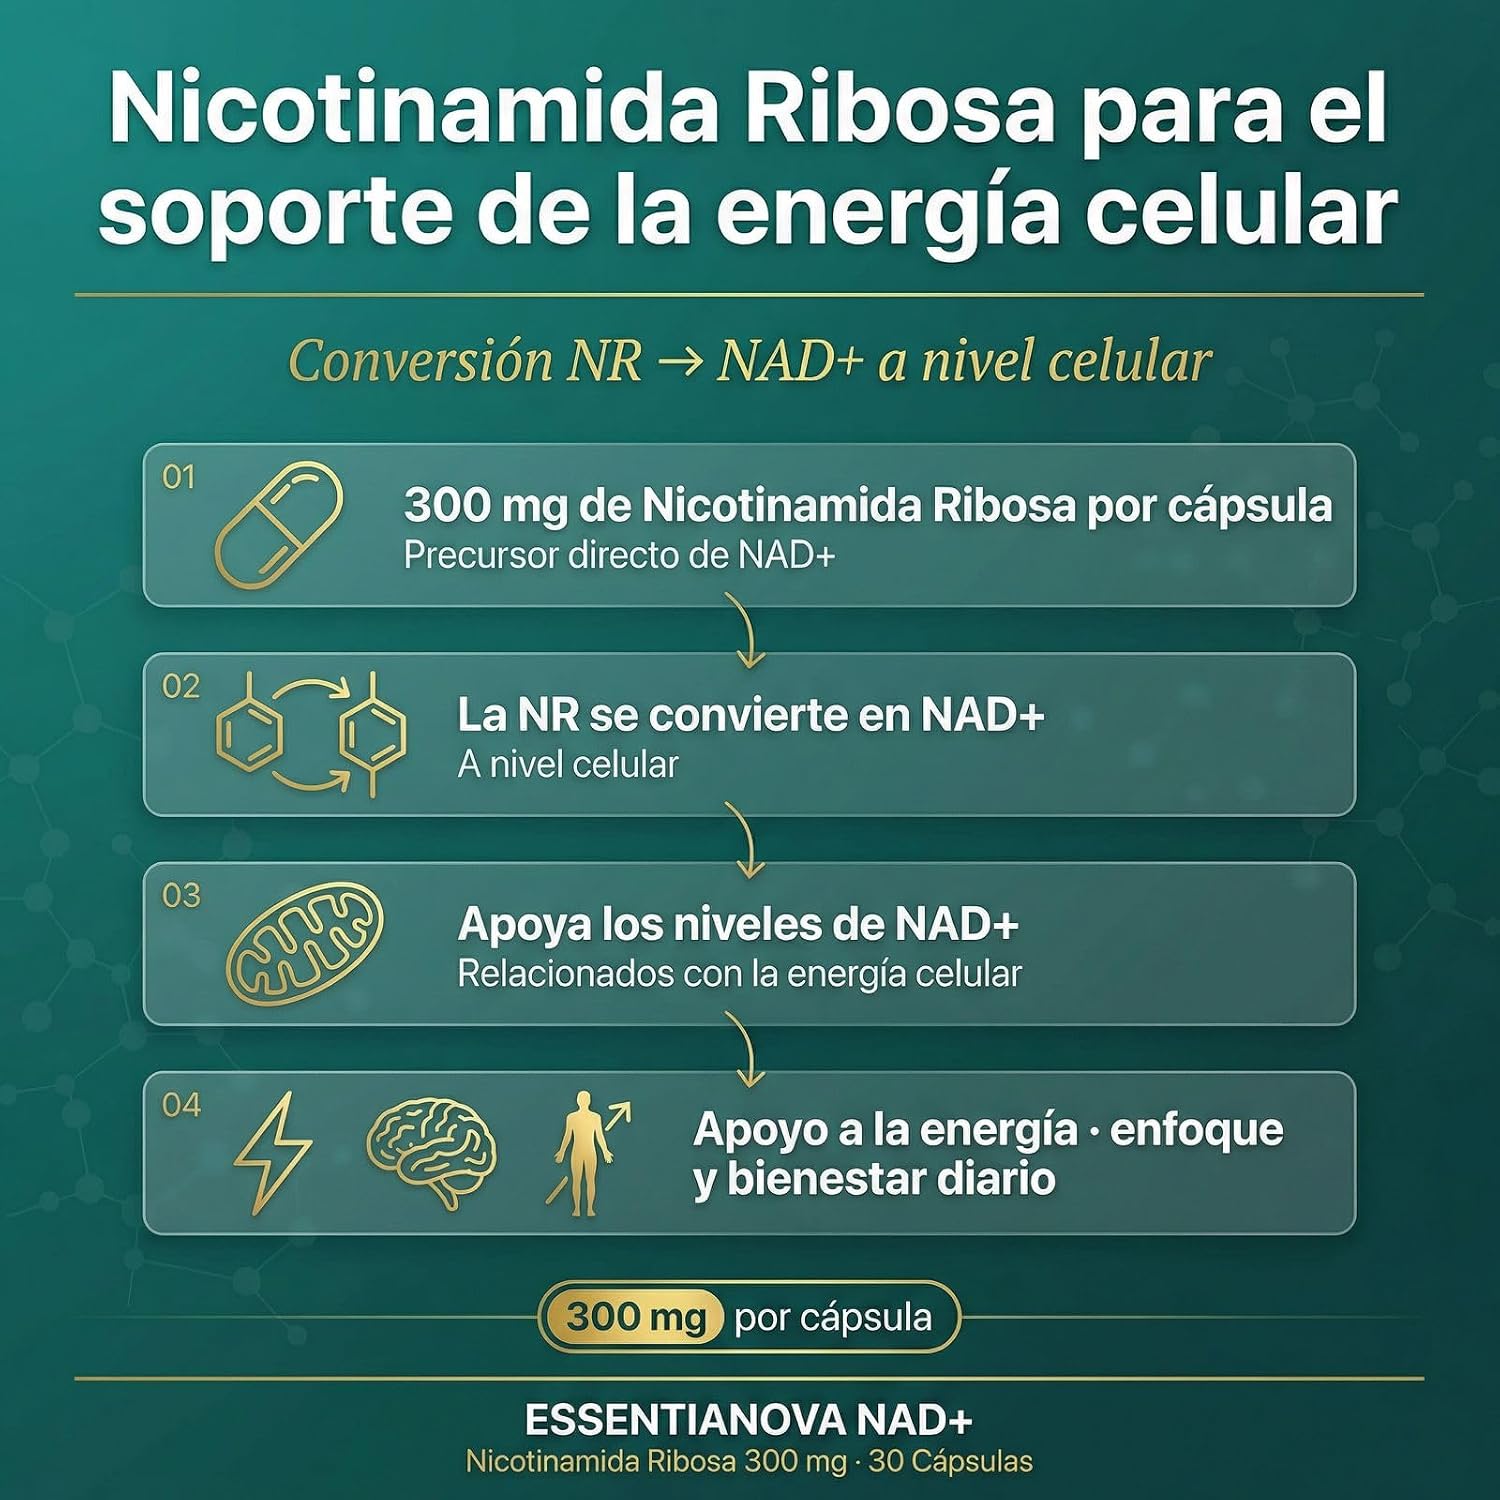 Nicotinamida Ribosa para el
soporte de la energía celular
Conversión NR → NAD+ a nivel celular
01
300 mg de Nicotinamida Ribosa por cápsula
Precursor directo de NAD+
02
La NR se convierte en NAD+
A nivel celular
03
Apoya los niveles de NAD+
Relacionados con la energía celular
04
Apoyo a la energía · enfoque
y bienestar diario
300 mg por cápsula
ESSENTIANOVA NAD+
Nicotinamida Ribosa 300 mg · 30 Cápsulas